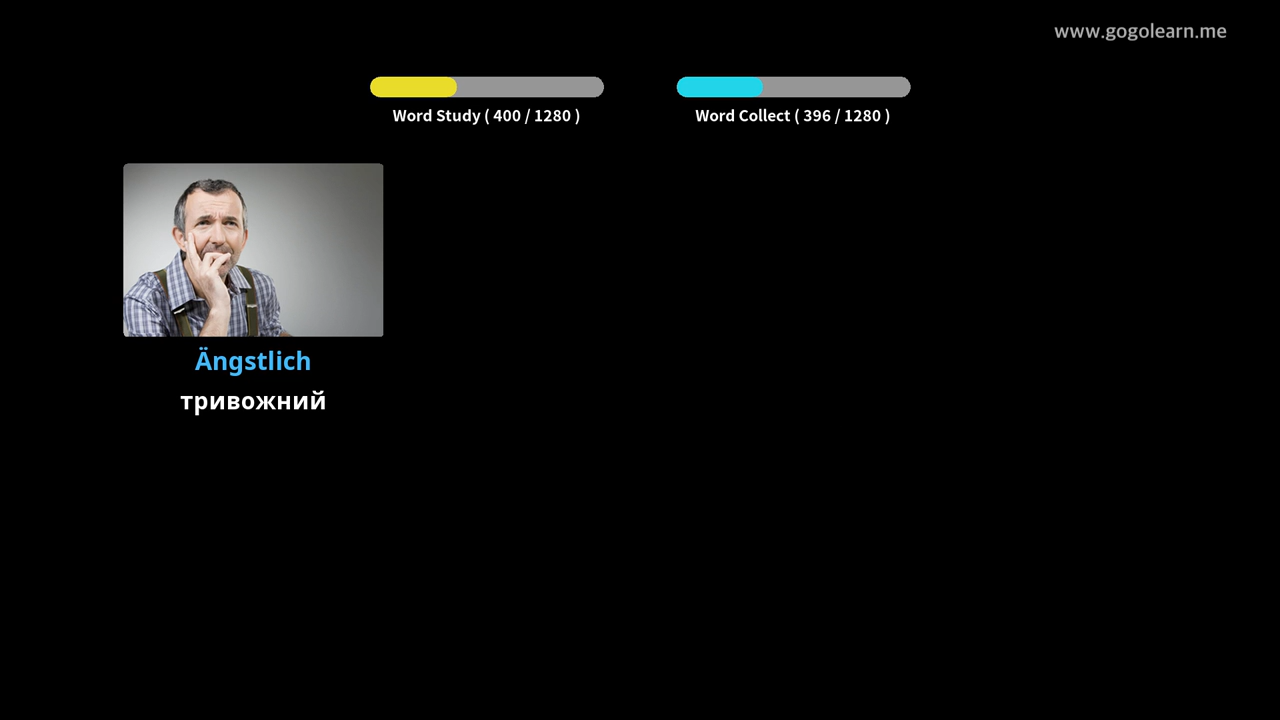 www.gogolearn.me
Word Study ( 400 / 1280 )
Word Collect ( 396 / 1280 )
Ängstlich
тривожний